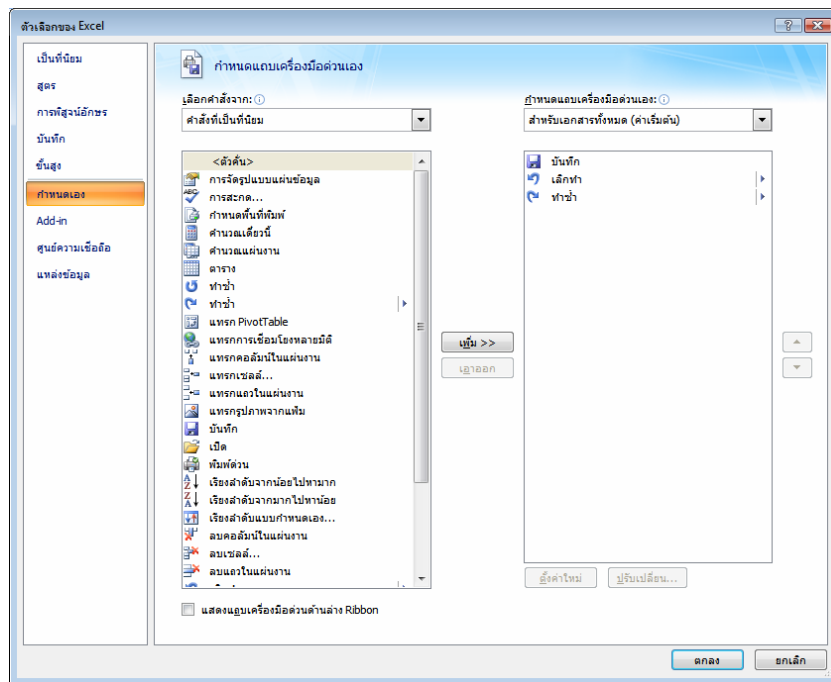 ตัวเลือกของ Excel
เป็นที่นิยม
สูตร
การพิสูจน์อักษร
บันทึก
ขั้นสูง
กำหนดเอง
Add-in
ศูนย์ความเชื่อถือ
แหล่งข้อมูล
กำหนดแถบเครื่องมือด่วนเอง
เลือกคำสั่งจาก:
คำสั่งที่เป็นที่นิยม
<ตัวคั่น>
การจัดรูปแบบแผ่นข้อมูล
การสะกด...
กำหนดพื้นที่พิมพ์
คำนวณเดี๋ยวนี้
คำนวณแผ่นงาน
ตาราง
ทำซ้ำ
ทำซ้ำ
แทรก PivotTable
แทรกการเชื่อมโยงหลายมิติ
แทรกคอลัมน์ในแผ่นงาน
แทรกเซลล์...
แทรกแถวในแผ่นงาน
แทรกรูปภาพจากแฟ้ม
บันทึก
เปิด
พิมพ์ด่วน
เรียงลำดับจากน้อยไปหามาก
เรียงลำดับจากมากไปหาน้อย
เรียงลำดับแบบกำหนดเอง...
ลบคอลัมน์ในแผ่นงาน
ลบเซลล์...
ลบแถวในแผ่นงาน
แสดงแถบเครื่องมือด่วนด้านล่าง Ribbon
เพิ่ม >>
เอาออก
กำหนดแถบเครื่องมือด่วนเอง:
สำหรับเอกสารทั้งหมด (ค่าเริ่มต้น)
บันทึก
เลิกทำ
ทำซ้ำ
ตั้งค่าใหม่
ปรับเปลี่ยน...
ตกลง
ยกเลิก